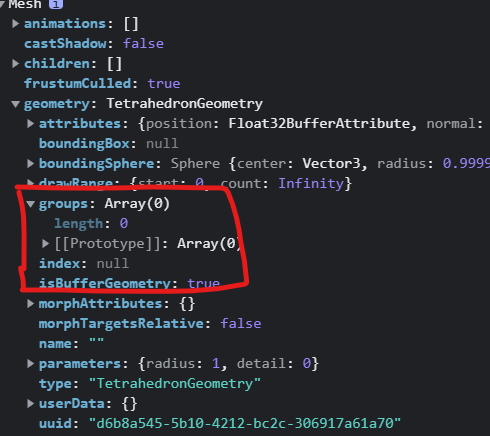 Mesh i
animations: []
castShadow: false
children: []
frustumCulled: true
geometry: TetrahedronGeometry
attributes: {position: Float32BufferAttribute, normal:
boundingBox: null
boundingSphere: Sphere {center: Vector3, radius: 0.9999
drawRange: {start: 0, count: Infinity}
groups: Array(0)
length: 0
[[Prototype]]: Array(0)
index: null
isBufferGeometry: true
morphAttributes: {}
morphTargetsRelative: false
name: ""
parameters: {radius: 1, detail: 0}
type: "TetrahedronGeometry"
userData: {}
uuid: "d6b8a545-5b10-4212-bc2c-306917a61a70"